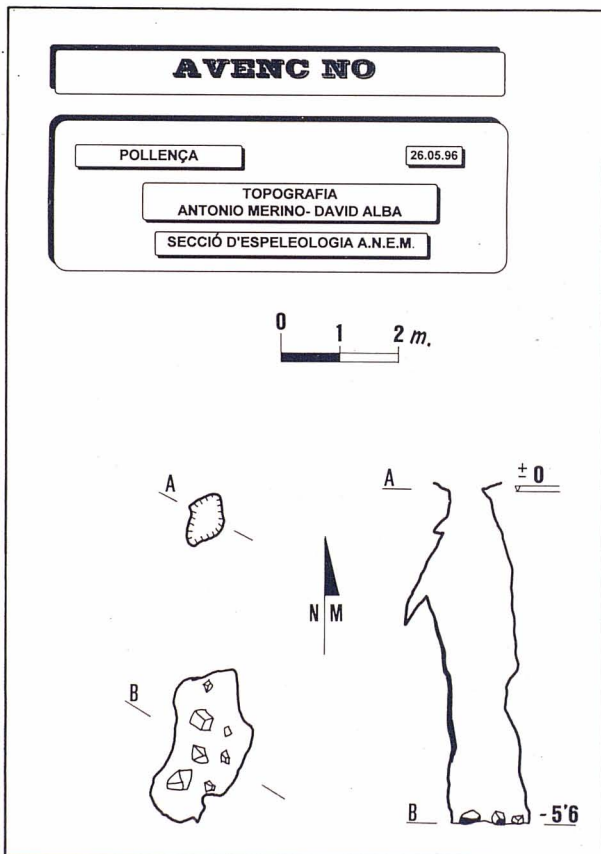 AVENC NO
POLLENÇA
26.05.96
TOPOGRAFIA
ANTONIO MERINO- DAVID ALBA
SECCIÓ D'ESPELEOLOGIA A.N.E.M.
0 1 2 m.
A
A
± 0
N M
B
B
-5'6